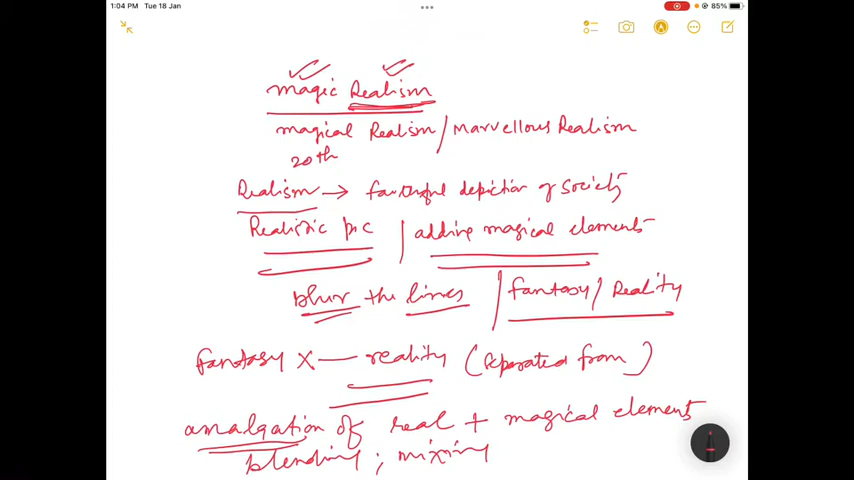 1:04 PM Tue 18 Jan
85%
magic Realism
magical Realism / marvellous Realism
20th
Realism → faithful depiction of society
Realistic pic | adding magical elements
blur the lines | fantasy / Reality
fantasy X — reality (separated from)
amalgation of real + magical element
blending ; mixing